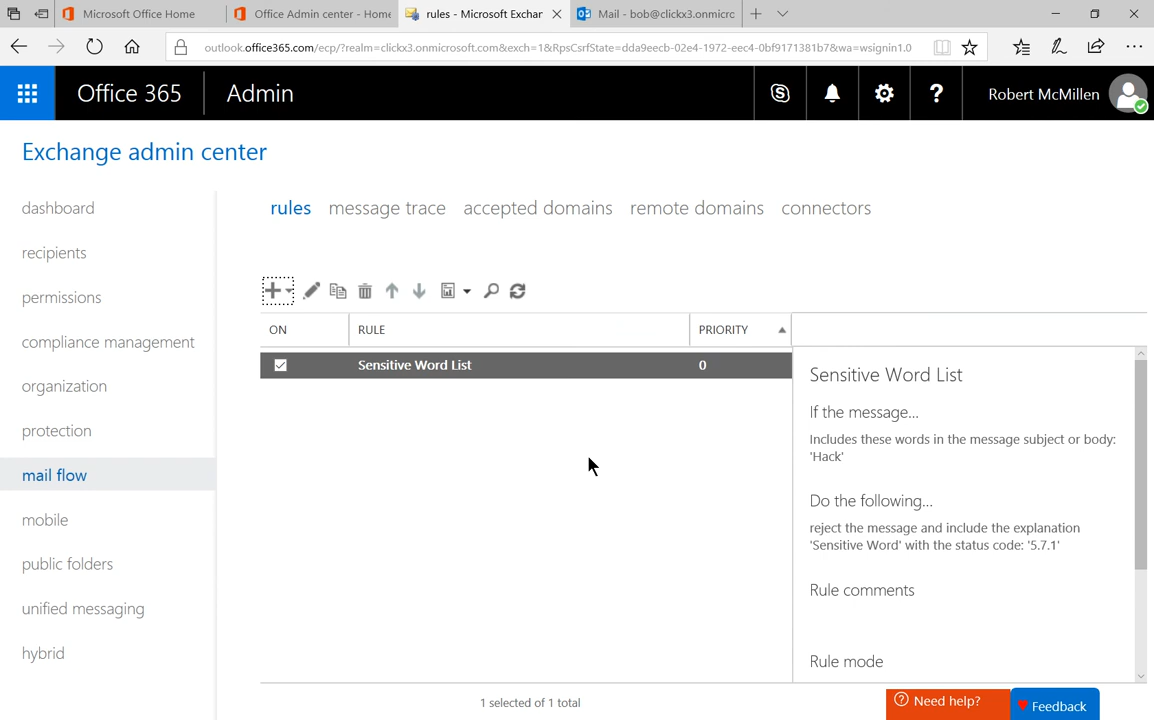 Microsoft Office Home
Office Admin center - Home
rules - Microsoft Exchan
Mail - bob@clickx3.onmicro
outlook.office365.com/ecp/?realm=clickx3.onmicrosoft.com&exch=1&RpsCsrfState=dda9eecb-02e4-1972-eec4-0bf9171381b7&wa=wsignin1.0
Office 365
Admin
Robert McMillen
Exchange admin center
dashboard
recipients
permissions
compliance management
organization
protection
mail flow
mobile
public folders
unified messaging
hybrid
rules message trace accepted domains remote domains connectors
ON RULE PRIORITY
Sensitive Word List 0
Sensitive Word List
If the message...
Includes these words in the message subject or body:
'Hack'
Do the following...
reject the message and include the explanation
'Sensitive Word' with the status code: '5.7.1'
Rule comments
Rule mode
1 selected of 1 total
Need help?
Feedback